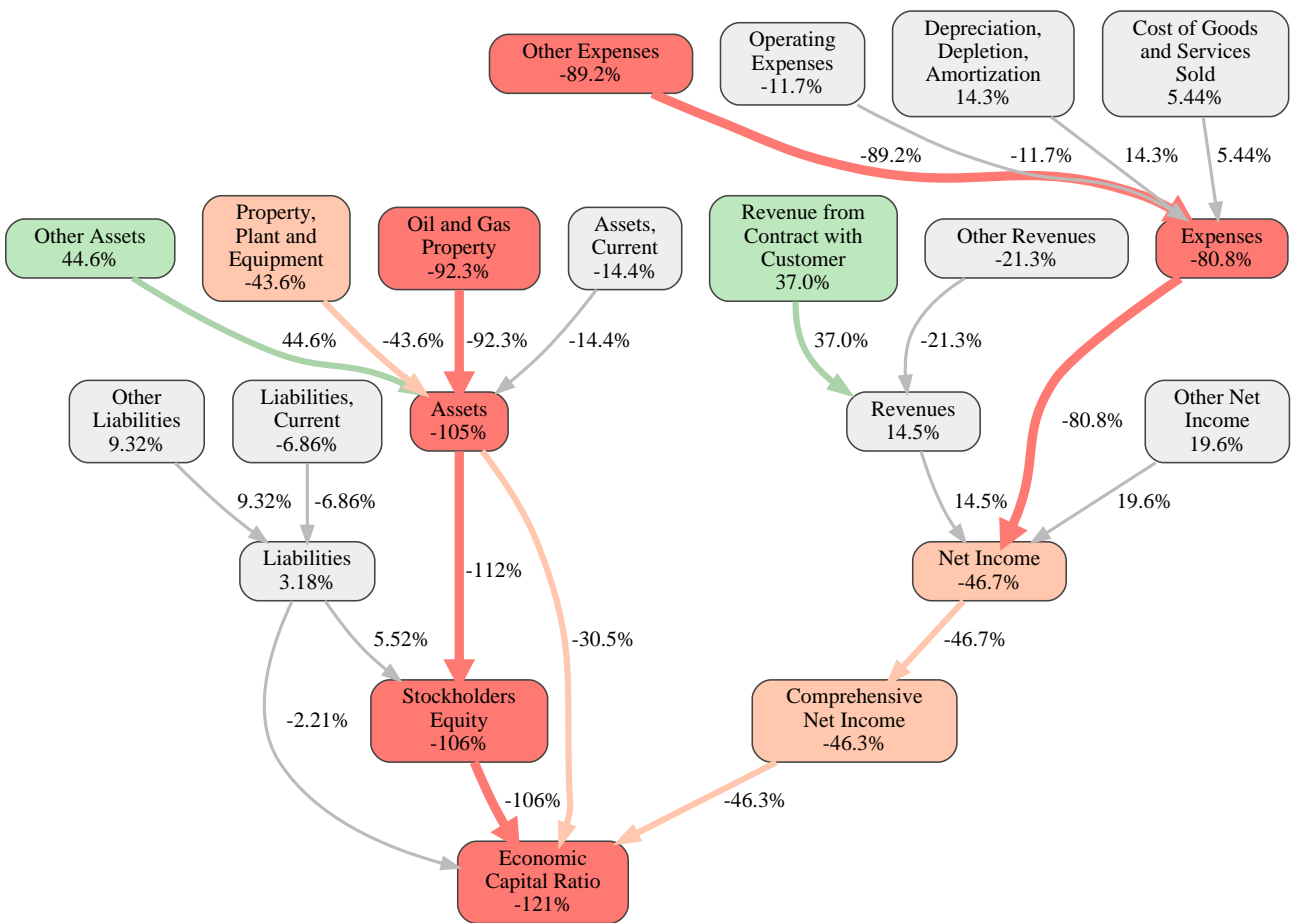 Other Expenses
-89.2%
Operating
Expenses
-11.7%
Depreciation,
Depletion,
Amortization
14.3%
Cost of Goods
and Services
Sold
5.44%
-89.2%
-11.7%
14.3%
5.44%
Other Assets
44.6%
Property,
Plant and
Equipment
-43.6%
Oil and Gas
Property
-92.3%
Assets,
Current
-14.4%
Revenue from
Contract with
Customer
37.0%
Other Revenues
-21.3%
Expenses
-80.8%
44.6%
-43.6%
-92.3%
-14.4%
37.0%
-21.3%
Other
Liabilities
9.32%
Liabilities,
Current
-6.86%
Assets
-105%
Revenues
14.5%
-80.8%
Other Net
Income
19.6%
9.32%
-6.86%
14.5%
19.6%
Liabilities
3.18%
-112%
Net Income
-46.7%
5.52%
-30.5%
-46.7%
-2.21%
Stockholders
Equity
-106%
Comprehensive
Net Income
-46.3%
-106%
-46.3%
Economic
Capital Ratio
-121%